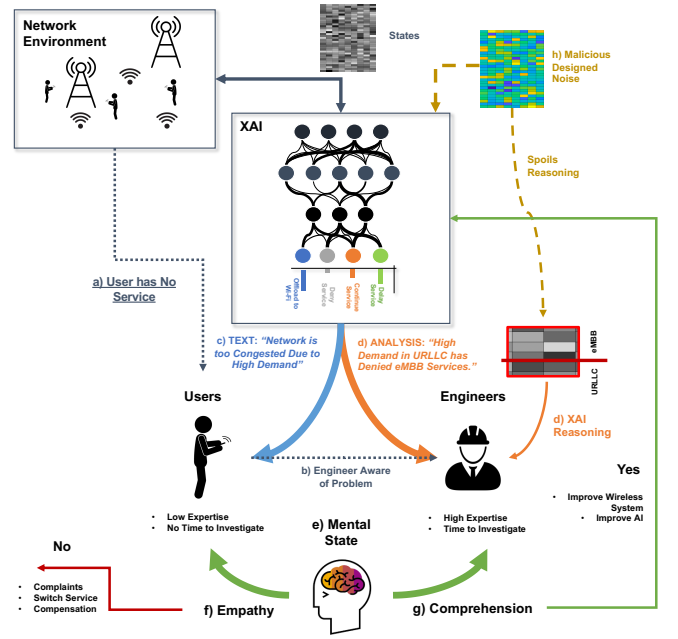 Network
Environment
States
h) Malicious
Designed
Noise
XAI
Spoils
Reasoning
a) User has No
Service
Offload to
Wi-Fi
Deny
Service
Continue
Service
Delay
Service
c) TEXT: “Network is
too Congested Due to
High Demand”
d) ANALYSIS: “High
Demand in URLLC has
Denied eMBB Services.”
eMBB
URLLC
Users
Engineers
d) XAI
Reasoning
b) Engineer Aware
of Problem
Yes
• Improve Wireless
System
• Improve AI
• Low Expertise
• No Time to Investigate
• High Expertise
• Time to Investigate
e) Mental
State
No
• Complaints
• Switch Service
• Compensation
f) Empathy
g) Comprehension